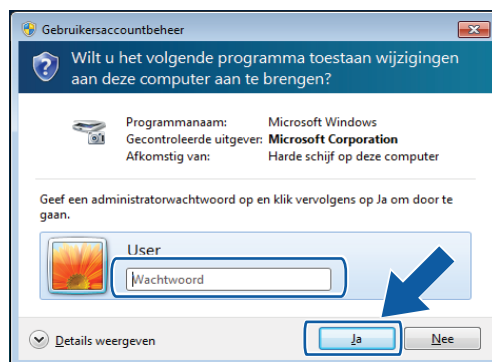 Gebruikersaccountbeheer
Wilt u het volgende programma toestaan wijzigingen
aan deze computer aan te brengen?
Programmanaam: Microsoft Windows
Gecontroleerde uitgever: Microsoft Corporation
Afkomstig van: Harde schijf op deze computer
Geef een administratorwachtwoord op en klik vervolgens op Ja om door te
gaan.
User
Wachtwoord
Details weergeven
Ja
Nee